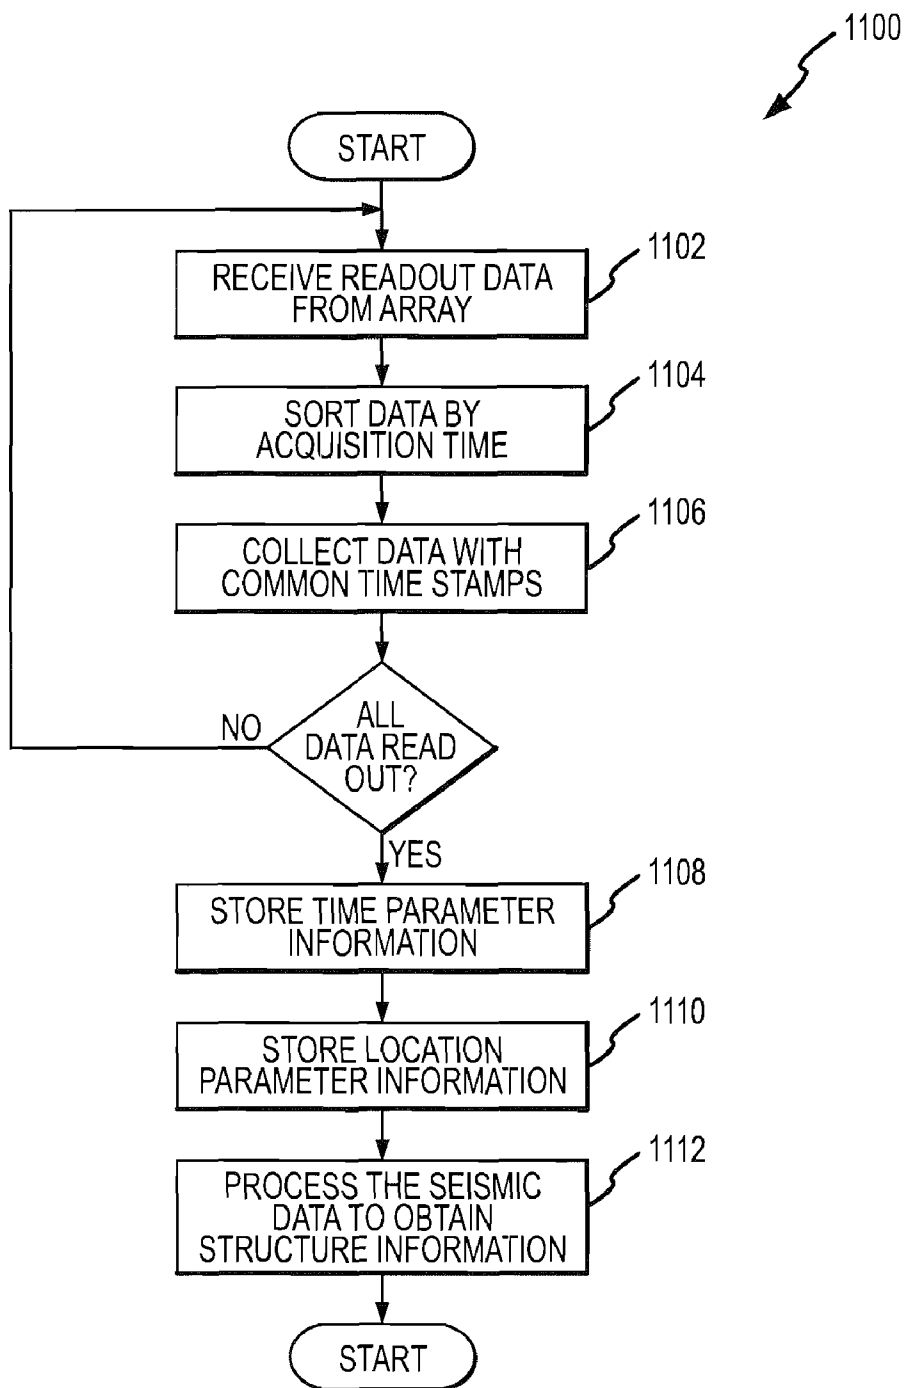 1100
START
1102
RECEIVE READOUT DATA
FROM ARRAY
1104
SORT DATA BY
ACQUISITION TIME
1106
COLLECT DATA WITH
COMMON TIME STAMPS
NO
ALL
DATA READ
OUT?
YES
1108
STORE TIME PARAMETER
INFORMATION
1110
STORE LOCATION
PARAMETER INFORMATION
1112
PROCESS THE SEISMIC
DATA TO OBTAIN
STRUCTURE INFORMATION
START